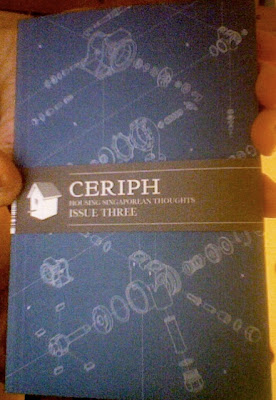 CERIPH
HOUSING SINGAPOREAN THOUGHTS
ISSUE THREE